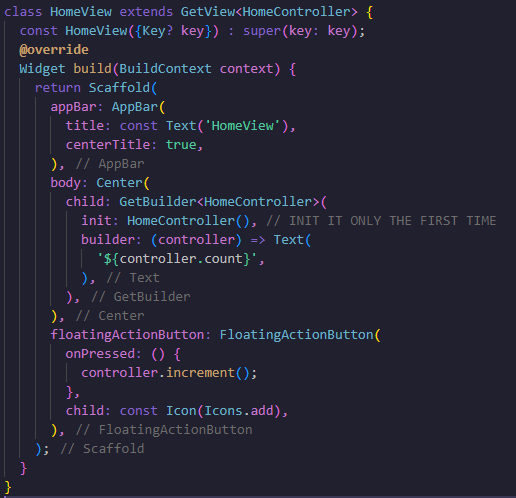 class HomeView extends GetView<HomeController> {
  const HomeView({Key? key}) : super(key: key);
  @override
  Widget build(BuildContext context) {
    return Scaffold(
      appBar: AppBar(
        title: const Text('HomeView'),
        centerTitle: true,
      ), // AppBar
      body: Center(
        child: GetBuilder<HomeController>(
          init: HomeController(), // INIT IT ONLY THE FIRST TIME
          builder: (controller) => Text(
            '${controller.count}',
          ), // Text
        ), // GetBuilder
      ), // Center
      floatingActionButton: FloatingActionButton(
        onPressed: () {
          controller.increment();
        },
        child: const Icon(Icons.add),
      ), // FloatingActionButton
    ); // Scaffold
  }
}